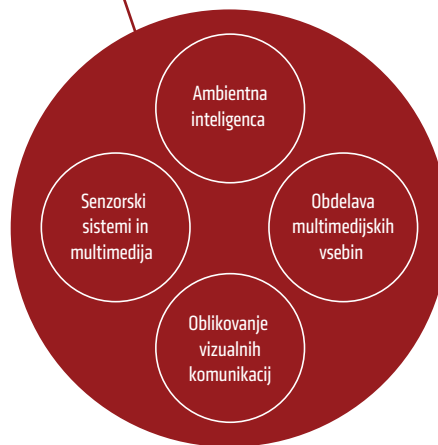 Ambientna
inteligenca
Senzorski
sistemi in
multimedija
Obdelava
multimedijskih
vsebin
Oblikovanje
vizualnih
komunikacij